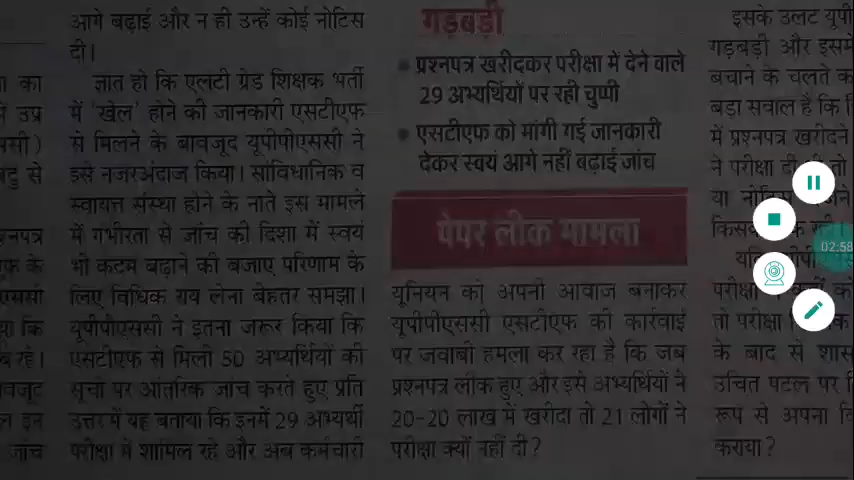 आगे बढ़ाई और न ही उन्हें कोई नोटिस
दी।
ज्ञात हो कि एलटी ग्रेड शिक्षक भर्ती
में 'खेल' होने की जानकारी एसटीएफ
से मिलने के बावजूद यूपीपीएससी ने
इसे नजरअंदाज किया। सांविधानिक व
स्वायत्त संस्था होने के नाते इस मामले
में गंभीरता से जांच की दिशा में स्वयं
भी कदम बढ़ाने की बजाए परिणाम के
लिए विधिक राय लेना बेहतर समझा।
यूपीपीएससी ने इतना जरूर किया कि
एसटीएफ से मिली 50 अभ्यर्थियों की
सूची पर आंतरिक जांच करते हुए प्रति
उत्तर में यह बताया कि इनमें 29 अभ्यर्थी
परीक्षा में शामिल रहे और अब कर्मचारी
गड़बड़ी
प्रश्नपत्र खरीदकर परीक्षा में देने वाले
29 अभ्यर्थियों पर रही चुप्पी
एसटीएफ को मांगी गई जानकारी
देकर स्वयं आगे नहीं बढ़ाई जांच
पेपर लीक मामला
यूनियन को अपनी आवाज बनाकर
यूपीपीएससी एसटीएफ की कार्रवाई
पर जवाबी हमला कर रहा है कि जब
प्रश्नपत्र लीक हुए और इसे अभ्यर्थियों ने
20-20 लाख में खरीदा तो 21 लोगों ने
परीक्षा क्यों नहीं दी?
इसके उलट यूपी
गड़बड़ी और इसमें
बचाने के चलते क
बड़ा सवाल है कि
में प्रश्नपत्र खरीदने
ने परीक्षा दी तो
या
परीक्षा
तो परीक्षा
के बाद से शास
उचित पटल पर
रूप से अपना
कराया?
02:58